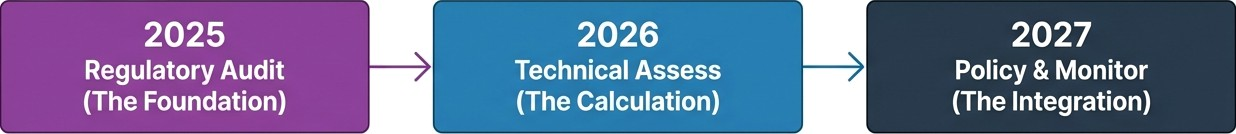 2025
Regulatory Audit
(The Foundation)
2026
Technical Assess
(The Calculation)
2027
Policy & Monitor
(The Integration)